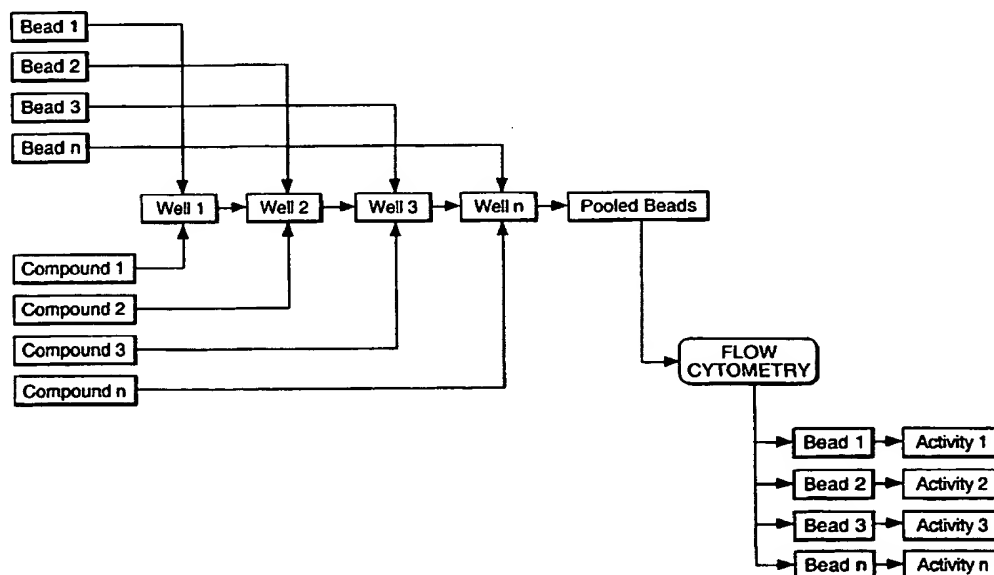 Bead 1
Bead 2
Bead 3
Bead n
Well 1
Well 2
Well 3
Well n
Pooled Beads
Compound 1
Compound 2
Compound 3
Compound n
FLOW
CYTOMETRY
Bead 1
Activity 1
Bead 2
Activity 2
Bead 3
Activity 3
Bead n
Activity n